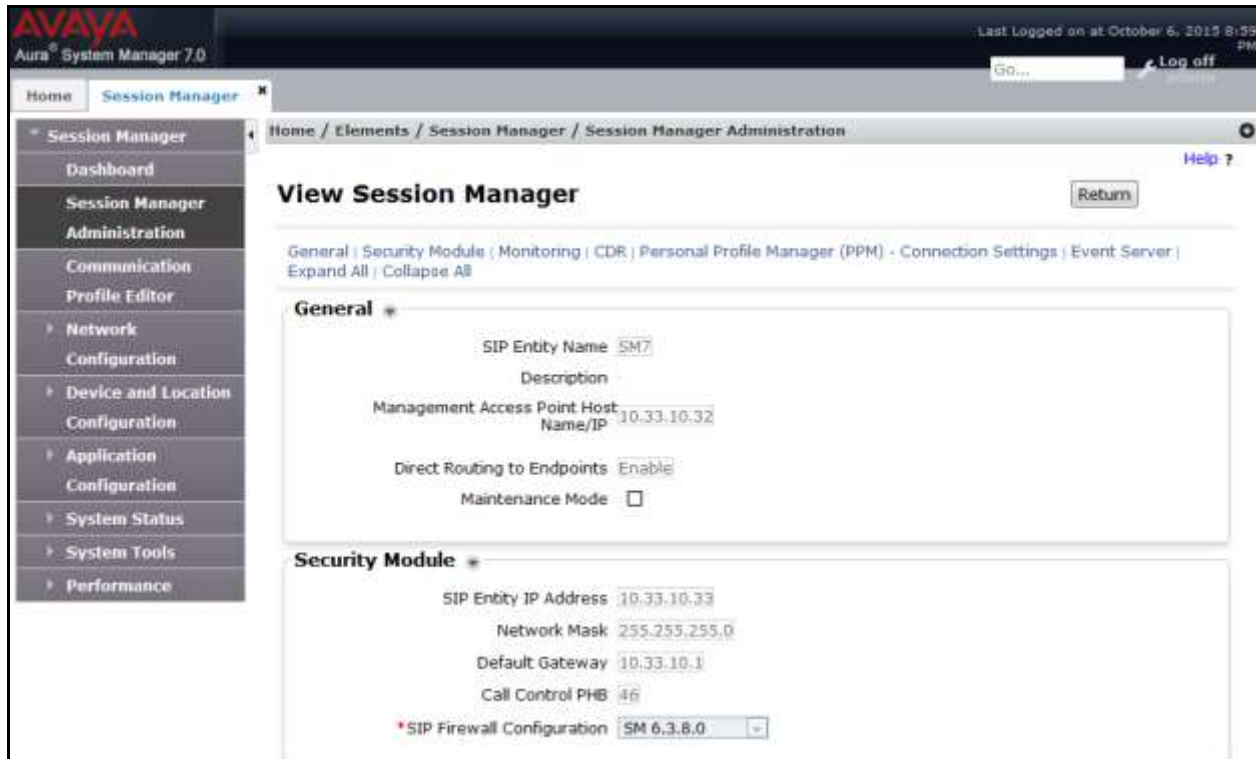 AVAYA
Aura® System Manager 7.0
Last Logged on at October 6, 2015 8:59
PM
Go...
Log off
Home
Session Manager
Session Manager
Dashboard
Session Manager
Administration
Communication
Profile Editor
Network
Configuration
Device and Location
Configuration
Application
Configuration
System Status
System Tools
Performance
Home / Elements / Session Manager / Session Manager Administration
Help ?
View Session Manager
Return
General | Security Module | Monitoring | CDR | Personal Profile Manager (PPM) - Connection Settings | Event Server |
Expand All | Collapse All
General
SIP Entity Name SM7
Description
Management Access Point Host
Name/IP 10.33.10.32
Direct Routing to Endpoints Enable
Maintenance Mode
Security Module
SIP Entity IP Address 10.33.10.33
Network Mask 255.255.255.0
Default Gateway 10.33.10.1
Call Control PHB 46
*SIP Firewall Configuration SM 6.3.8.0